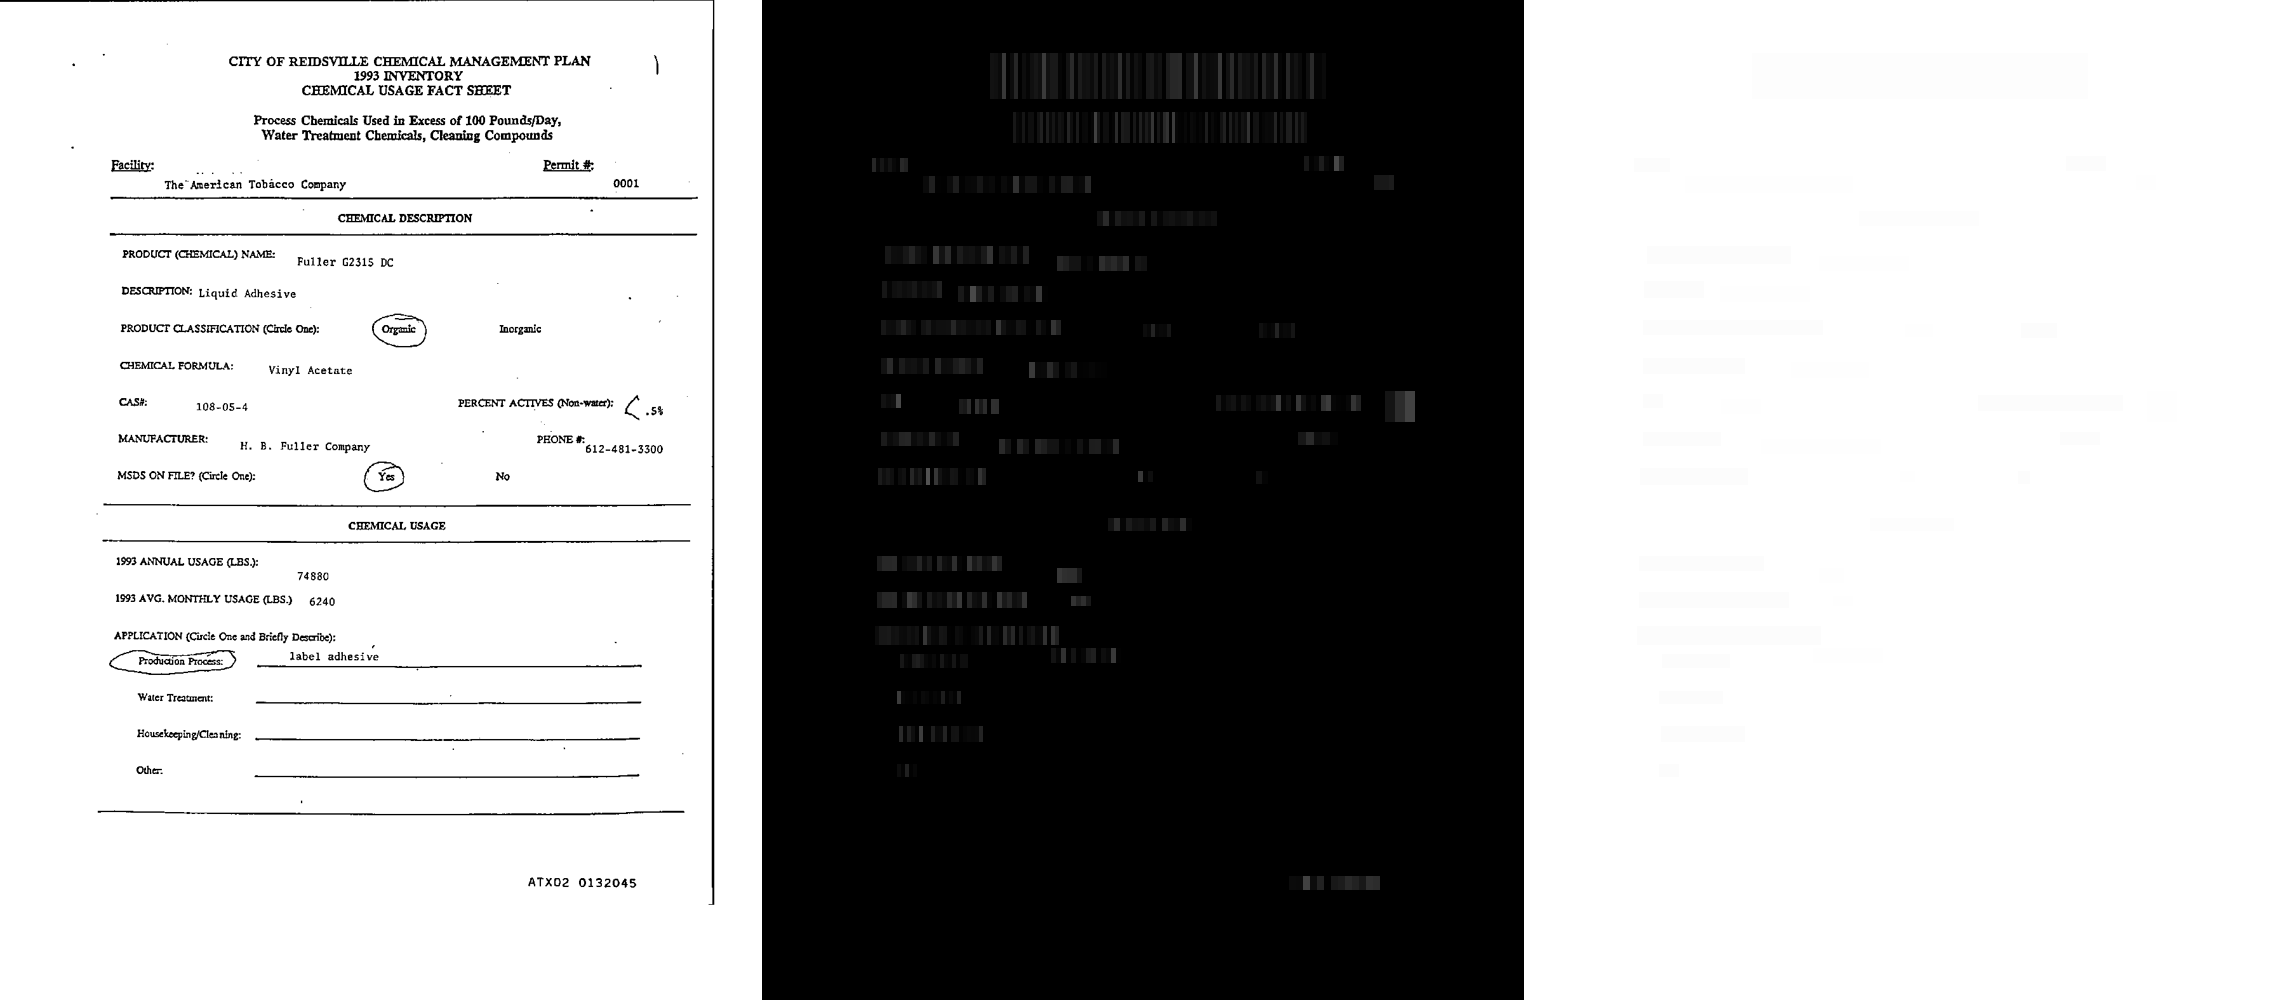 CITY OF REIDSVILLE CHEMICAL MANAGEMENT PLAN
1993 INVENTORY
CHEMICAL USAGE FACT SHEET
Process Chemicals Used in Excess of 100 Pounds/Day,
Water Treatment Chemicals, Cleaning Compounds
Facility: Permit #:
The American Tobacco Company 0001
CHEMICAL DESCRIPTION
PRODUCT (CHEMICAL) NAME: Fuller G2315 DC
DESCRIPTION: Liquid Adhesive
PRODUCT CLASSIFICATION (Circle One): Organic Inorganic
CHEMICAL FORMULA: Vinyl Acetate
CAS#: 108-05-4 PERCENT ACTIVES (Non-water): < .5%
MANUFACTURER: H. B. Fuller Company PHONE #: 612-481-3300
MSDS ON FILE? (Circle One): Yes No
CHEMICAL USAGE
1993 ANNUAL USAGE (LBS.):
74880
1993 AVG. MONTHLY USAGE (LBS.) 6240
APPLICATION (Circle One and Briefly Describe):
Production Process: label adhesive
Water Treatment:
Housekeeping/Cleaning:
Other:
ATX02 0132045